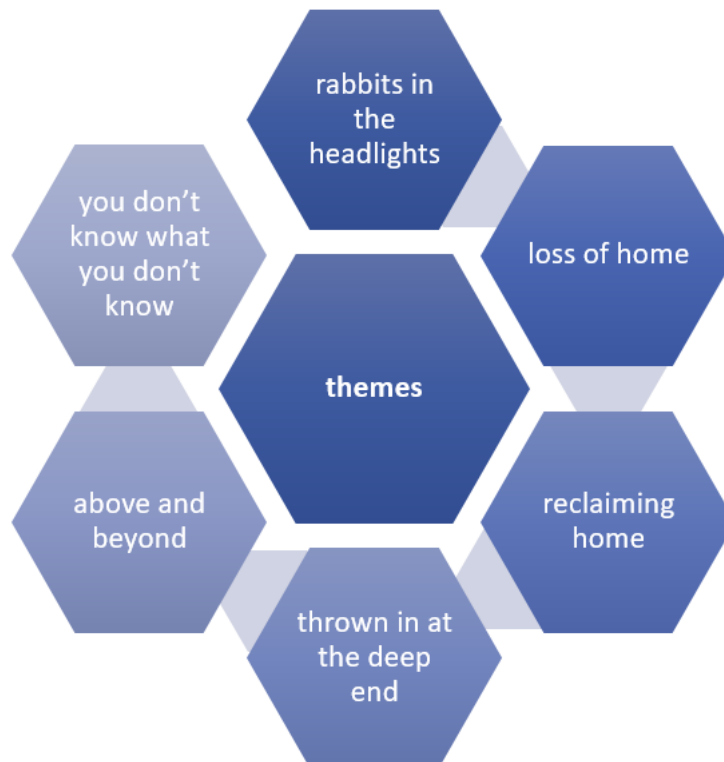 rabbits in
the
headlights
loss of home
reclaiming
home
thrown in at
the deep
end
above and
beyond
you don’t
know what
you don’t
know
themes